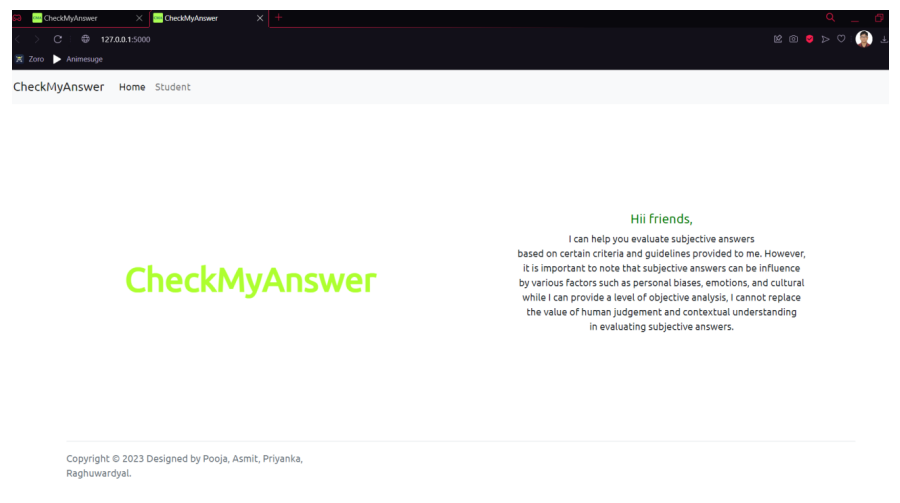 CheckMyAnswer
CheckMyAnswer
127.0.0.1:5000
Zoro
Animesuge
CheckMyAnswer Home Student
Hii friends,
I can help you evaluate subjective answers
based on certain criteria and guidelines provided to me. However,
it is important to note that subjective answers can be influence
by various factors such as personal biases, emotions, and cultural
while I can provide a level of objective analysis, I cannot replace
the value of human judgement and contextual understanding
in evaluating subjective answers.
CheckMyAnswer
Copyright © 2023 Designed by Pooja, Asmit, Priyanka,
Raghuwardyal.